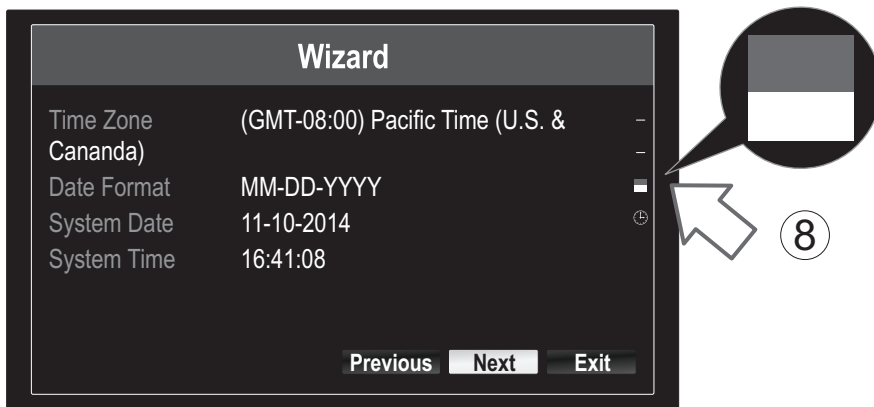 Wizard
Time Zone (GMT-08:00) Pacific Time (U.S. & –
Cananda) –
Date Format MM-DD-YYYY
System Date 11-10-2014
System Time 16:41:08
Previous Next Exit
8